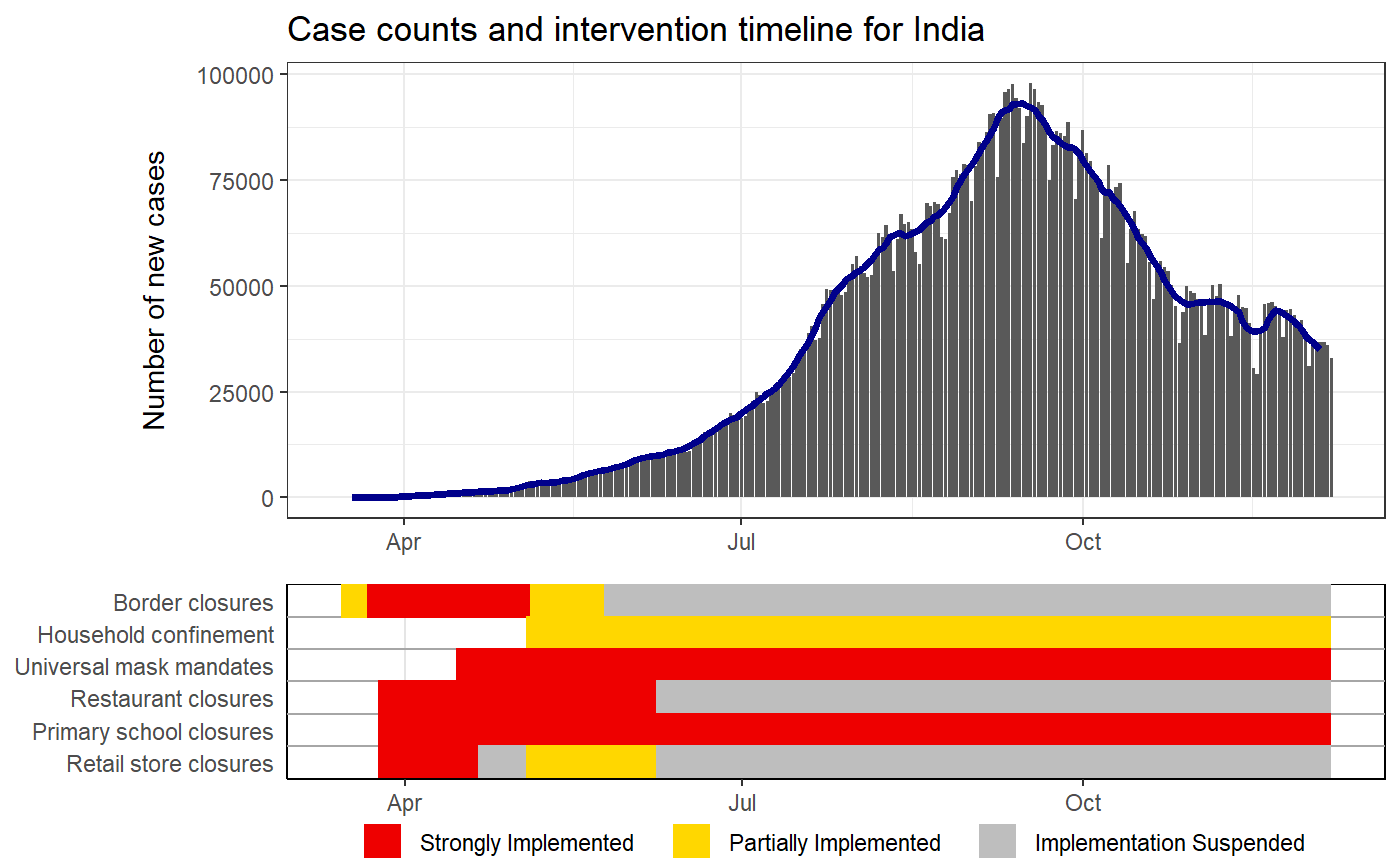 Case counts and intervention timeline for India
Number of new cases
100000
75000
50000
25000
0
Apr Jul Oct
Border closures
Household confinement
Universal mask mandates
Restaurant closures
Primary school closures
Retail store closures
Apr Jul Oct
Strongly Implemented Partially Implemented Implementation Suspended